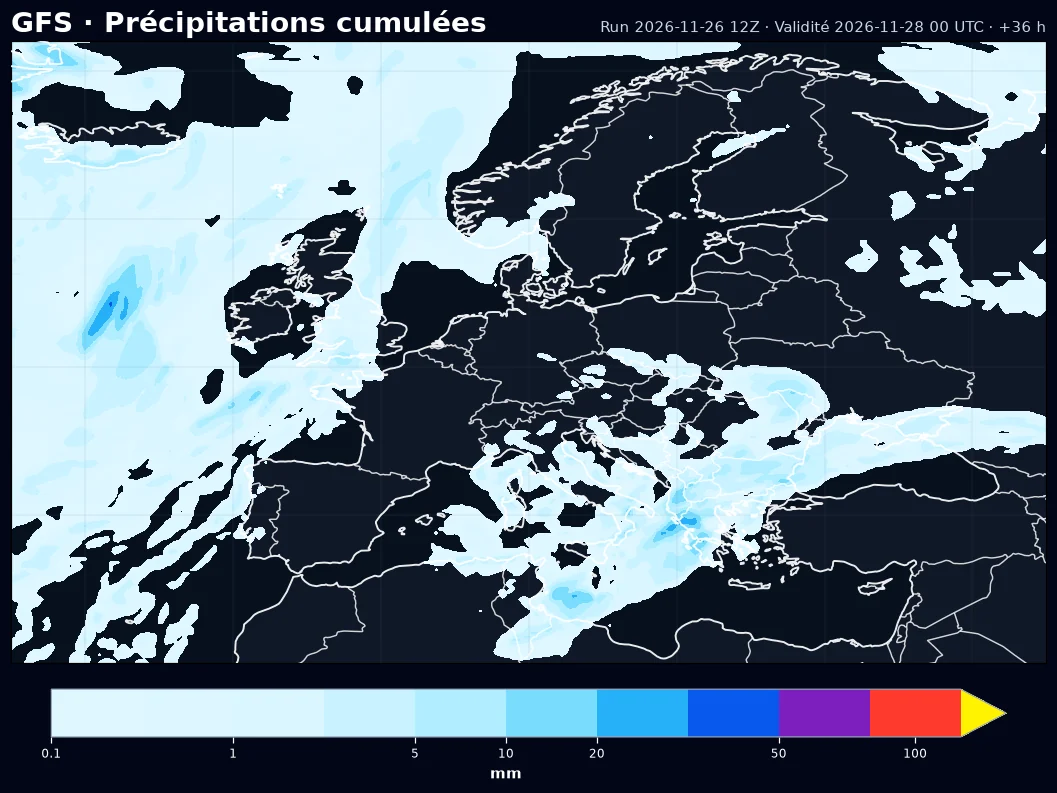 GFS · Précipitations cumulées
Run 2026-11-26 12Z · Validité 2026-11-28 00 UTC · +36 h
0.1 1 5 10 20 50 100
mm